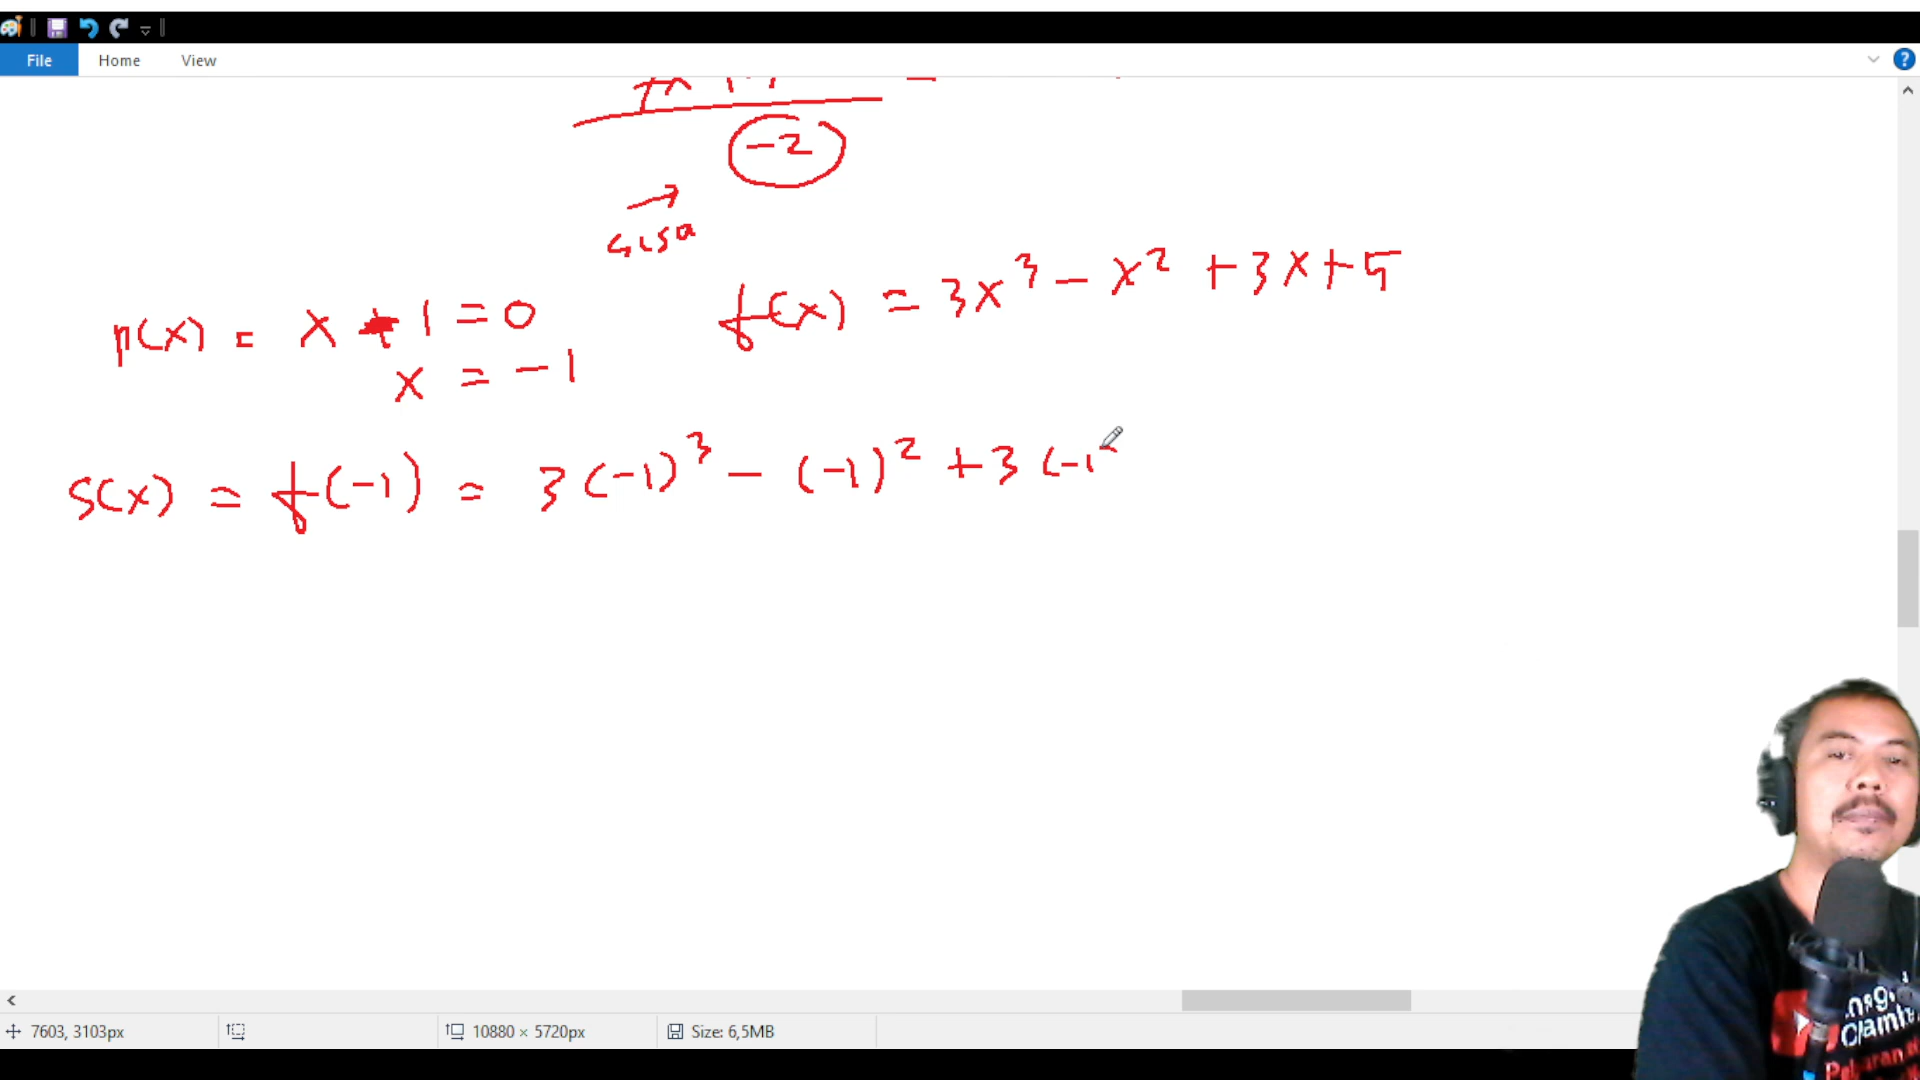 File Home View
-2
sisa
f(x) = 3x³ - x² + 3x + 5
p(x) = x + 1 = 0
x = -1
S(x) = f(-1) = 3(-1)³ - (-1)² + 3(-1
7603, 3103px 10880 × 5720px Size: 6,5MB